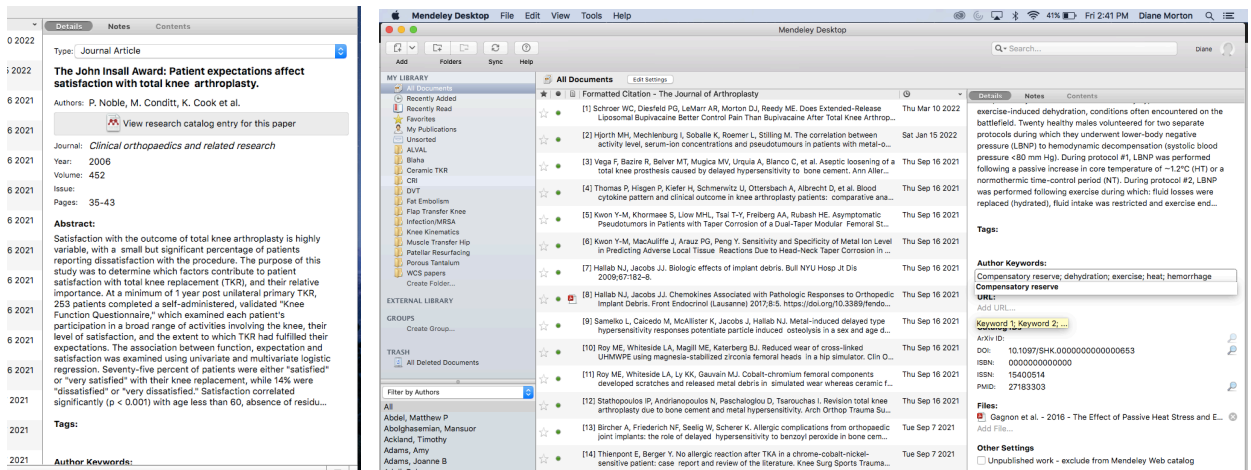 0 2022
5 2022
6 2021
6 2021
6 2021
6 2021
6 2021
6 2021
6 2021
6 2021
6 2021
6 2021
2021
2021
2021
Details Notes Contents
Type: Journal Article
The John Insall Award: Patient expectations affect
satisfaction with total knee arthroplasty.
Authors: P. Noble, M. Conditt, K. Cook et al.
View research catalog entry for this paper
Journal: Clinical orthopaedics and related research
Year: 2006
Volume: 452
Issue:
Pages: 35-43
Abstract:
Satisfaction with the outcome of total knee arthroplasty is highly
variable, with a small but significant percentage of patients
reporting dissatisfaction with the procedure. The purpose of this
study was to determine which factors contribute to patient
satisfaction with total knee replacement (TKR), and their relative
importance. At a minimum of 1 year post unilateral primary TKR,
253 patients completed a self-administered, validated "Knee
Function Questionnaire," which examined each patient's
participation in a broad range of activities involving the knee, their
level of satisfaction, and the extent to which TKR had fulfilled their
expectations. The association between function, expectation and
satisfaction was examined using univariate and multivariate logistic
regression. Seventy-five percent of patients were either "satisfied"
or "very satisfied" with their knee replacement, while 14% were
"dissatisfied" or "very dissatisfied." Satisfaction correlated
significantly (p < 0.001) with age less than 60, absence of residu...
Tags:
Author Keywords:
Mendeley Desktop File Edit View Tools Help 41% Fri 2:41 PM Diane Morton
Mendeley Desktop
Add Folders Sync Help
Search...
Diane
MY LIBRARY
All Documents
Recently Added
Recently Read
Favorites
My Publications
Unsorted
ALVAL
Blaha
Ceramic TKR
CRI
DVT
Fat Embolism
Flap Transfer Knee
Infection/MRSA
Knee Kinematics
Muscle Transfer Hip
Patellar Resurfacing
Porous Tantalum
WCS papers
Create Folder...
EXTERNAL LIBRARY
GROUPS
Create Group...
TRASH
All Deleted Documents
Filter by Authors
All
Abdel, Matthew P
Abolghasemian, Mansuor
Ackland, Timothy
Adams, Amy
Adams, Joanne B
All Documents Edit Settings
Formatted Citation - The Journal of Arthroplasty
[1] Schroer WC, Diesfeld PG, LeMarr AR, Morton DJ, Reedy ME. Does Extended-Release Thu Mar 10 2022
Liposomal Bupivacaine Better Control Pain Than Bupivacaine After Total Knee Arthrop...
[2] Hjorth MH, Mechlenburg I, Soballe K, Roemer L, Stilling M. The correlation between Sat Jan 15 2022
activity level, serum-ion concentrations and pseudotumours in patients with metal-o...
[3] Vega F, Bazire R, Belver MT, Mugica MV, Urquia A, Blanco C, et al. Aseptic loosening of a Thu Sep 16 2021
total knee prosthesis caused by delayed hypersensitivity to bone cement. Ann Aller...
[4] Thomas P, Hisgen P, Kiefer H, Schmerwitz U, Ottersbach A, Albrecht D, et al. Blood Thu Sep 16 2021
cytokine pattern and clinical outcome in knee arthroplasty patients: comparative ana...
[5] Kwon Y-M, Khormaee S, Liow MHL, Tsai T-Y, Freiberg AA, Rubash HE. Asymptomatic Thu Sep 16 2021
Pseudotumors in Patients with Taper Corrosion of a Dual-Taper Modular Femoral St...
[6] Kwon Y-M, MacAuliffe J, Arauz PG, Peng Y. Sensitivity and Specificity of Metal Ion Level Thu Sep 16 2021
in Predicting Adverse Local Tissue Reactions Due to Head-Neck Taper Corrosion in ...
[7] Hallab NJ, Jacobs JJ. Biologic effects of implant debris. Bull NYU Hosp Jt Dis Thu Sep 16 2021
2009;67:182–8.
[8] Hallab NJ, Jacobs JJ. Chemokines Associated with Pathologic Responses to Orthopedic Thu Sep 16 2021
Implant Debris. Front Endocrinol (Lausanne) 2017;8:5. https://doi.org/10.3389/fendo...
[9] Samelko L, Caicedo M, McAllister K, Jacobs J, Hallab NJ. Metal-induced delayed type Thu Sep 16 2021
hypersensitivity responses potentiate particle induced osteolysis in a sex and age d...
[10] Roy ME, Whiteside LA, Magill ME, Katerberg BJ. Reduced wear of cross-linked Thu Sep 16 2021
UHMWPE using magnesia-stabilized zirconia femoral heads in a hip simulator. Clin O...
[11] Roy ME, Whiteside LA, Ly KK, Gauvain MJ. Cobalt-chromium femoral components Thu Sep 16 2021
developed scratches and released metal debris in simulated wear whereas ceramic f...
[12] Stathopoulos IP, Andrianopoulos N, Paschaloglou D, Tsarouchas I. Revision total knee Thu Sep 16 2021
arthroplasty due to bone cement and metal hypersensitivity. Arch Orthop Trauma Su...
[13] Bircher A, Friederich NF, Seelig W, Scherer K. Allergic complications from orthopaedic Tue Sep 7 2021
joint implants: the role of delayed hypersensitivity to benzoyl peroxide in bone cem...
[14] Thienpont E, Berger Y. No allergic reaction after TKA in a chrome-cobalt-nickel- Tue Sep 7 2021
sensitive patient: case report and review of the literature. Knee Surg Sports Trauma...
Details Notes Contents
exercise-induced dehydration, conditions often encountered on the
battlefield. Twenty healthy males volunteered for two separate
protocols during which they underwent lower-body negative
pressure (LBNP) to hemodynamic decompensation (systolic blood
pressure <80 mm Hg). During protocol #1, LBNP was performed
following a passive increase in core temperature of ~1.2°C (HT) or a
normothermic time-control period (NT). During protocol #2, LBNP
was performed following exercise during which: fluid losses were
replaced (hydrated), fluid intake was restricted and exercise end...
Tags:
Author Keywords:
Compensatory reserve; dehydration; exercise; heat; hemorrhage
Compensatory reserve
URL:
Add URL...
Keyword 1; Keyword 2; ...
Catalog IDs
ArXiv ID:
DOI: 10.1097/SHK.0000000000000653
ISBN: 0000000000000
ISSN: 15400514
PMID: 27183303
Files:
Gagnon et al. - 2016 - The Effect of Passive Heat Stress and E...
Add File...
Other Settings
Unpublished work - exclude from Mendeley Web catalog